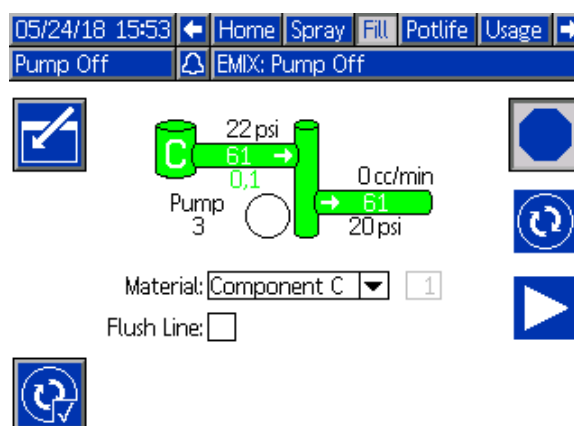 05/24/18 15:53 Home Spray Fill Potlife Usage
Pump Off EMIX: Pump Off
22 psi
C 61
0,1
0 cc/min
Pump
3
61
20 psi
Material: Component C 1
Flush Line: